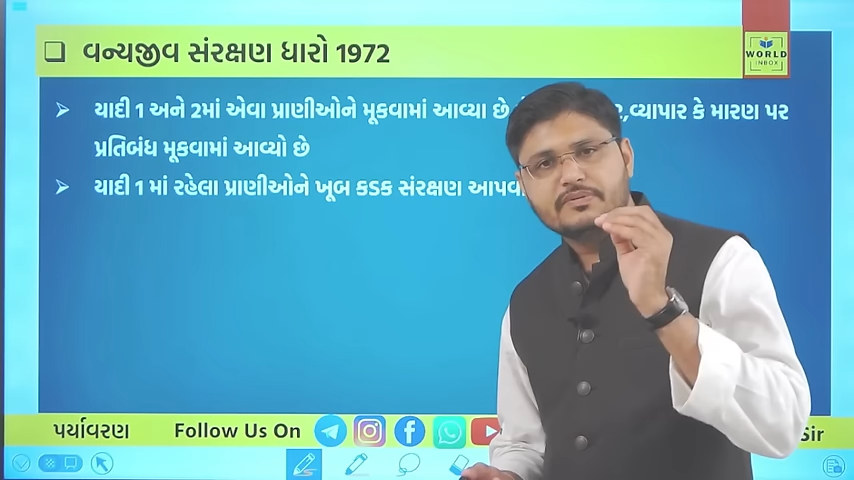 વન્યજીવ સંરક્ષણ ધારો 1972
WORLD
INBOX
યાદી 1 અને 2માં એવા પ્રાણીઓને મૂકવામાં આવ્યા છે ,વ્યાપાર કે મારણ પર
પ્રતિબંધ મૂકવામાં આવ્યો છે
યાદી 1 માં રહેલા પ્રાણીઓને ખૂબ કડક સંરક્ષણ
પર્યાવરણ Follow Us On Sir